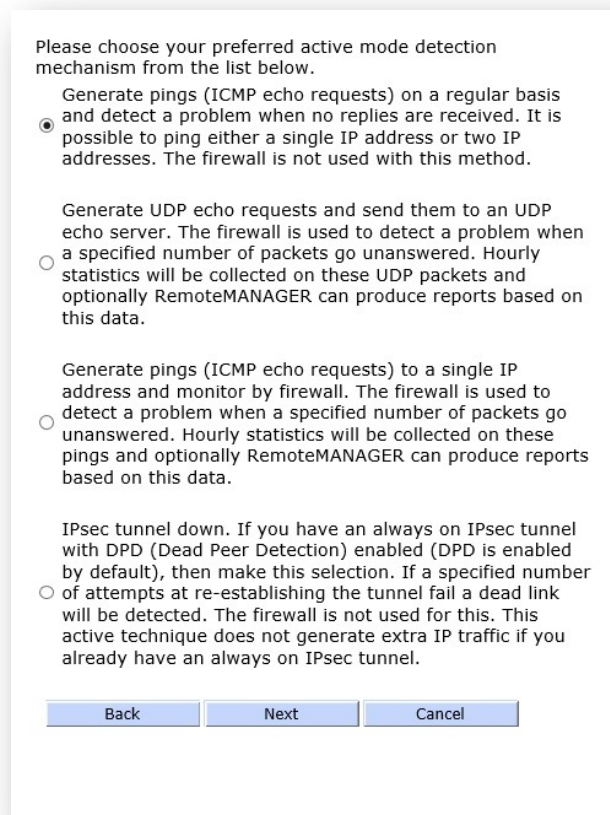 Please choose your preferred active mode detection
mechanism from the list below.
Generate pings (ICMP echo requests) on a regular basis
and detect a problem when no replies are received. It is
possible to ping either a single IP address or two IP
addresses. The firewall is not used with this method.
Generate UDP echo requests and send them to an UDP
echo server. The firewall is used to detect a problem when
a specified number of packets go unanswered. Hourly
statistics will be collected on these UDP packets and
optionally RemoteMANAGER can produce reports based on
this data.
Generate pings (ICMP echo requests) to a single IP
address and monitor by firewall. The firewall is used to
detect a problem when a specified number of packets go
unanswered. Hourly statistics will be collected on these
pings and optionally RemoteMANAGER can produce reports
based on this data.
IPsec tunnel down. If you have an always on IPsec tunnel
with DPD (Dead Peer Detection) enabled (DPD is enabled
by default), then make this selection. If a specified number
of attempts at re-establishing the tunnel fail a dead link
will be detected. The firewall is not used for this. This
active technique does not generate extra IP traffic if you
already have an always on IPsec tunnel.
Back Next Cancel